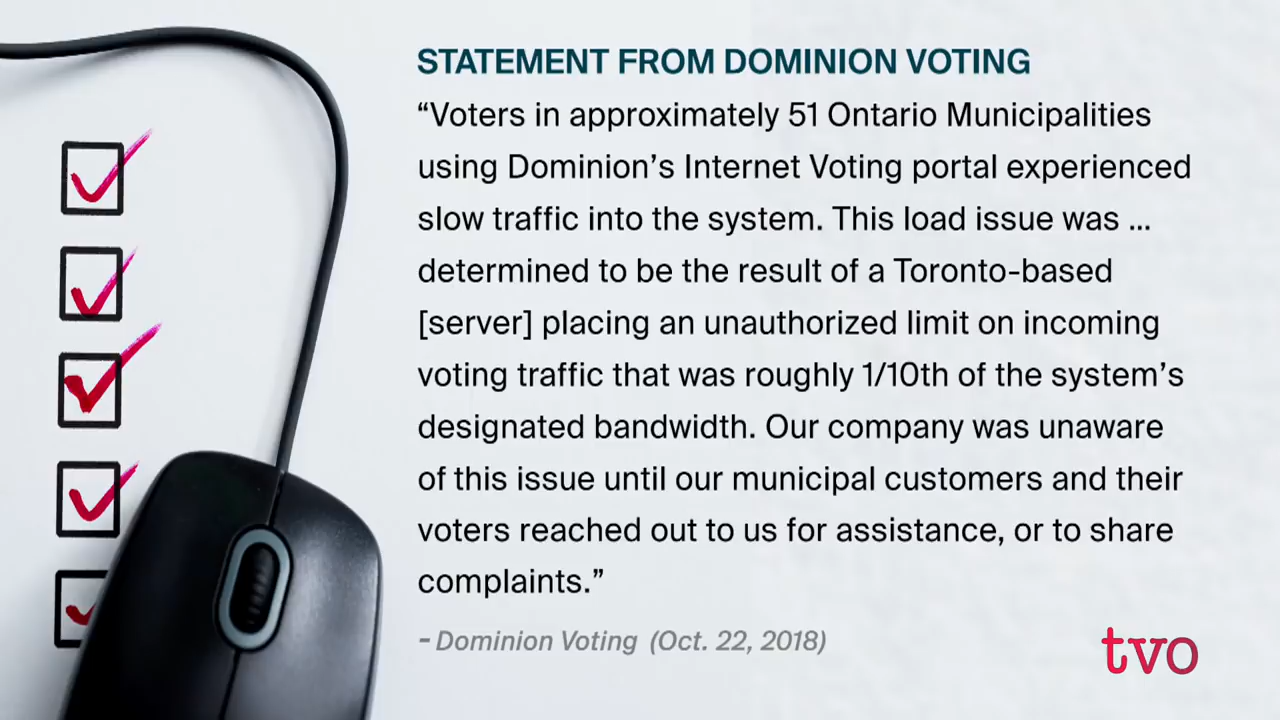 STATEMENT FROM DOMINION VOTING
“Voters in approximately 51 Ontario Municipalities
using Dominion’s Internet Voting portal experienced
slow traffic into the system. This load issue was ...
determined to be the result of a Toronto-based
[server] placing an unauthorized limit on incoming
voting traffic that was roughly 1/10th of the system’s
designated bandwidth. Our company was unaware
of this issue until our municipal customers and their
voters reached out to us for assistance, or to share
complaints.”
- Dominion Voting (Oct. 22, 2018)
tvo